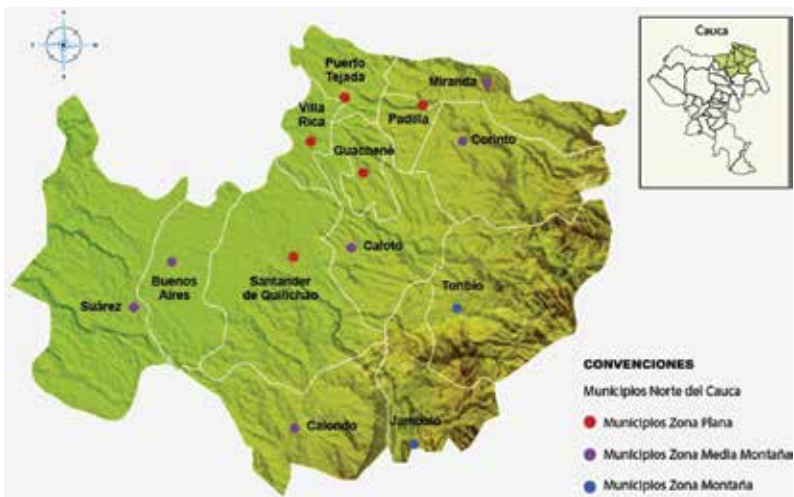 Cauca
Puerto
Tejada
Miranda
Villa
Rica
Padilla
Guachené
Corinto
Caloto
Buenos
Aires
Santander
de Quilichao
Toribío
Suárez
CONVENCIONES
Municipios Norte del Cauca
Municipios Zona Plana
Caldono
Jambaló
Municipios Zona Media Montaña
Municipios Zona Montaña